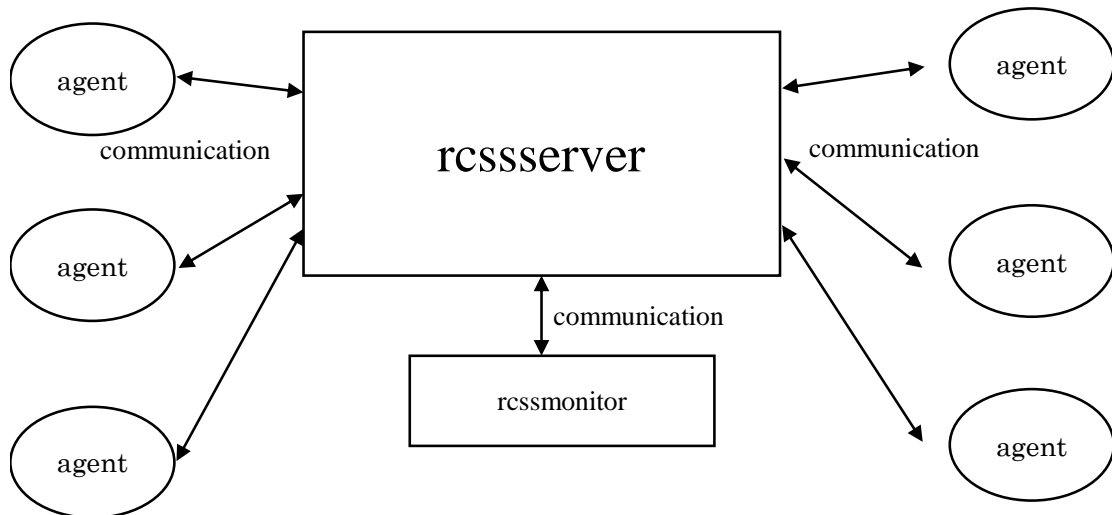 agent
agent
communication
rcssserver
communication
agent
agent
communication
rcssmonitor
agent
agent